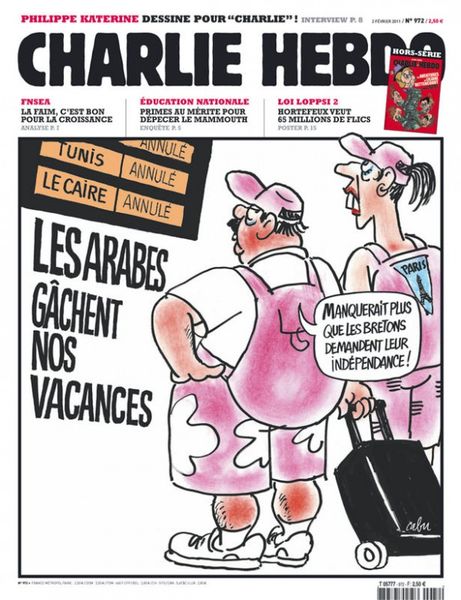 PHILIPPE KATERINE DESSINE POUR “CHARLIE” ! INTERVIEW P. 8
2 FÉVRIER 2011 / N° 972 / 2,50 €
CHARLIE HEBDO
HORS-SÉRIE
CHARLIE HEBDO
FNSEA
LA FAIM, C’EST BON
POUR LA CROISSANCE
ANALYSE P. 2
ÉDUCATION NATIONALE
PRIMES AU MÉRITE POUR
DÉPECER LE MAMMOUTH
ENQUÊTE P. 5
LOI LOPPSI 2
HORTEFEUX VEUT
65 MILLIONS DE FLICS
POSTER P. 15
ANNULÉ
TUNIS ANNULÉ
LE CAIRE ANNULÉ
LES ARABES
GÂCHENT
NOS
VACANCES
PARIS
MANQUERAIT PLUS
QUE LES BRETONS
DEMANDENT LEUR
INDÉPENDANCE !
cabu